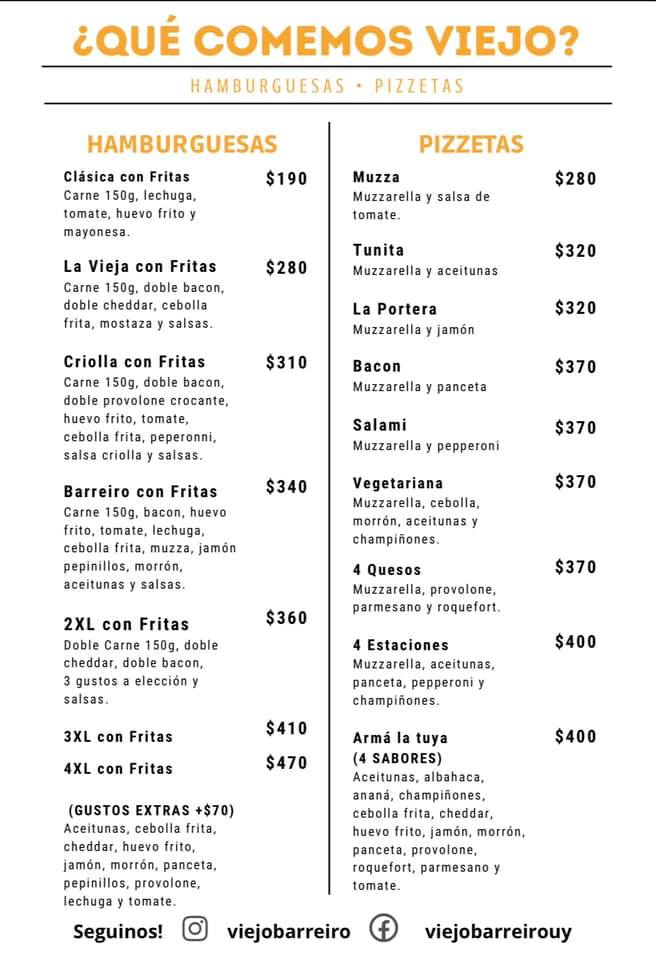 ¿QUÉ COMEMOS VIEJO?
HAMBURGUESAS • PIZZETAS
HAMBURGUESAS
Clásica con Fritas $190
Carne 150g, lechuga,
tomate, huevo frito y
mayonesa.
La Vieja con Fritas $280
Carne 150g, doble bacon,
doble cheddar, cebolla
frita, mostaza y salsas.
Criolla con Fritas $310
Carne 150g, doble bacon,
doble provolone crocante,
huevo frito, tomate,
cebolla frita, peperonni,
salsa criolla y salsas.
Barreiro con Fritas $340
Carne 150g, bacon, huevo
frito, tomate, lechuga,
cebolla frita, muzza, jamón
pepinillos, morrón,
aceitunas y salsas.
2XL con Fritas $360
Doble Carne 150g, doble
cheddar, doble bacon,
3 gustos a elección y
salsas.
3XL con Fritas $410
4XL con Fritas $470
(GUSTOS EXTRAS +$70)
Aceitunas, cebolla frita,
cheddar, huevo frito,
jamón, morrón, panceta,
pepinillos, provolone,
lechuga y tomate.
PIZZETAS
Muzza $280
Muzzarella y salsa de
tomate.
Tunita $320
Muzzarella y aceitunas
La Portera $320
Muzzarella y jamón
Bacon $370
Muzzarella y panceta
Salami $370
Muzzarella y pepperoni
Vegetariana $370
Muzzarella, cebolla,
morrón, aceitunas y
champiñones.
4 Quesos $370
Muzzarella, provolone,
parmesano y roquefort.
4 Estaciones $400
Muzzarella, aceitunas,
panceta, pepperoni y
champiñones.
Armá la tuya $400
(4 SABORES)
Aceitunas, albahaca,
ananá, champiñones,
cebolla frita, cheddar,
huevo frito, jamón, morrón,
panceta, provolone,
roquefort, parmesano y
tomate.
Seguinos! viejobarreiro viejobarreirouy